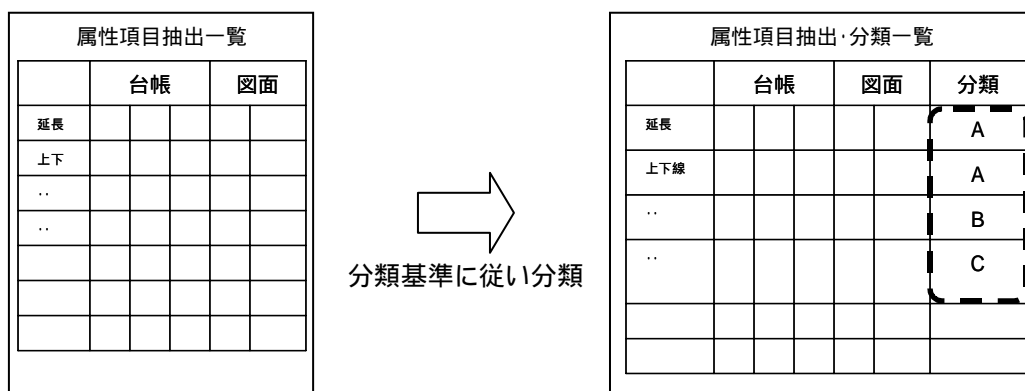 属性項目抽出一覧
台帳 図面
延長
上下
‥
‥
分類基準に従い分類
属性項目抽出・分類一覧
台帳 図面 分類
延長 A
上下線 A
‥ B
‥ C